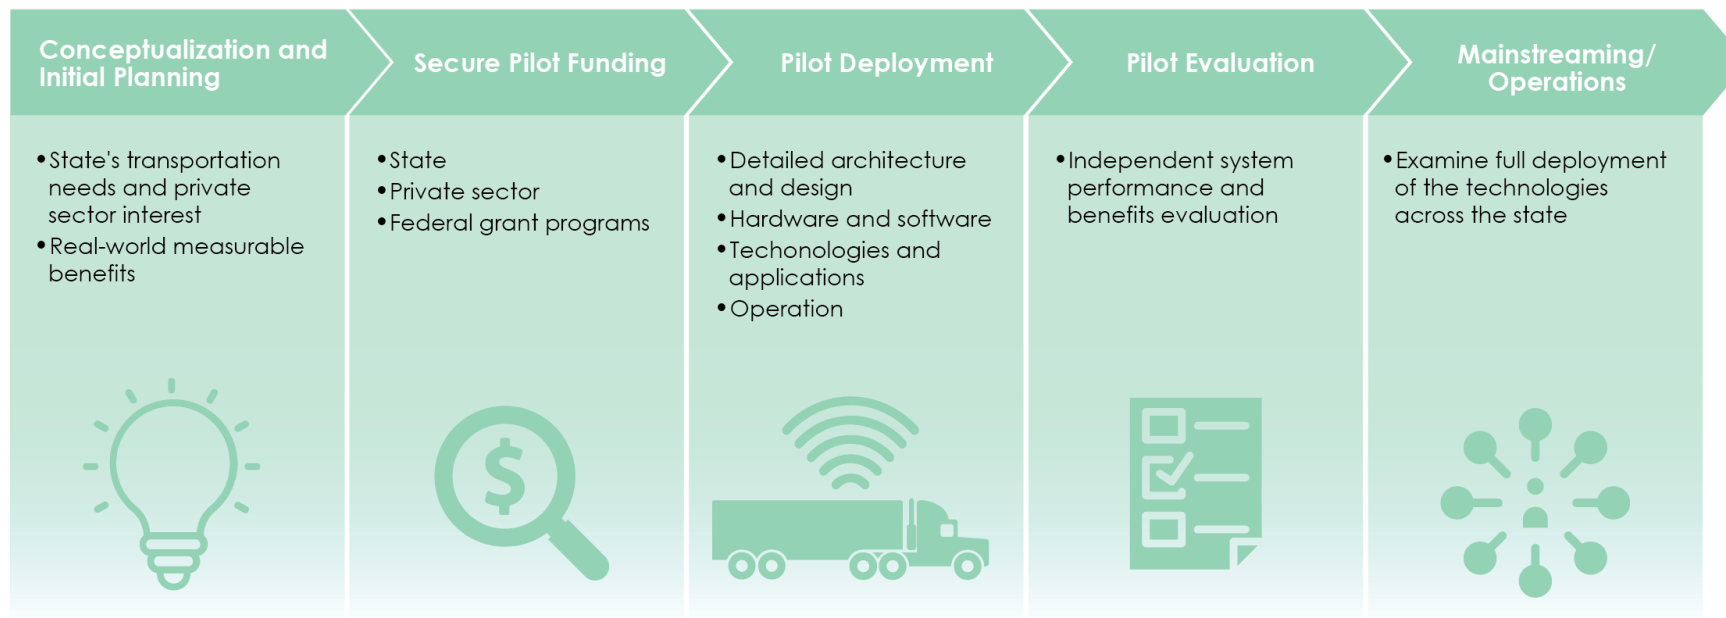 Conceptualization and
Initial Planning
•State's transportation
needs and private
sector interest
•Real-world measurable
benefits
Secure Pilot Funding
•State
•Private sector
•Federal grant programs
Pilot Deployment
•Detailed architecture
and design
•Hardware and software
•Techonologies and
applications
•Operation
Pilot Evaluation
•Independent system
performance and
benefits evaluation
Mainstreaming/
Operations
•Examine full deployment
of the technologies
across the state
$